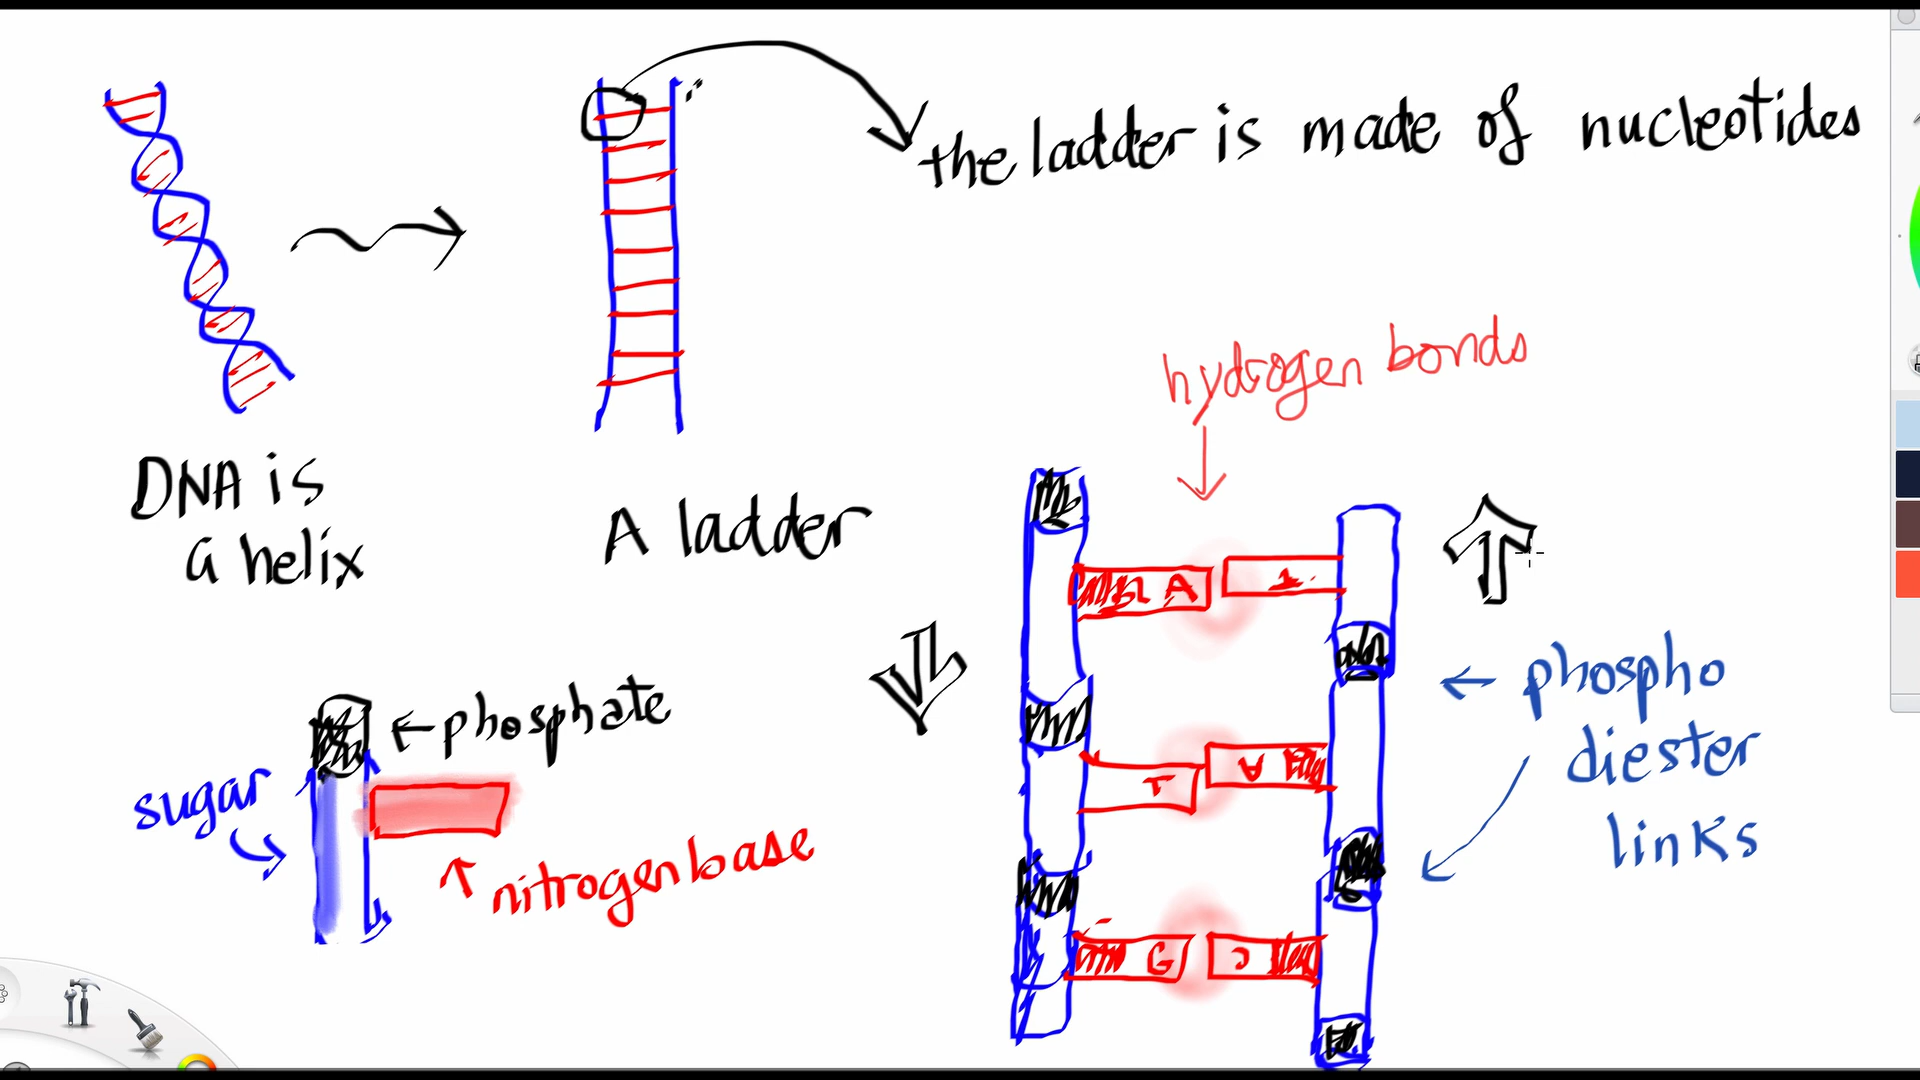 the ladder is made of nucleotides
hydrogen bonds
DNA is
a helix
A ladder
phosphate
sugar
nitrogen base
A
T
T
A
G
C
phospho
diester
links